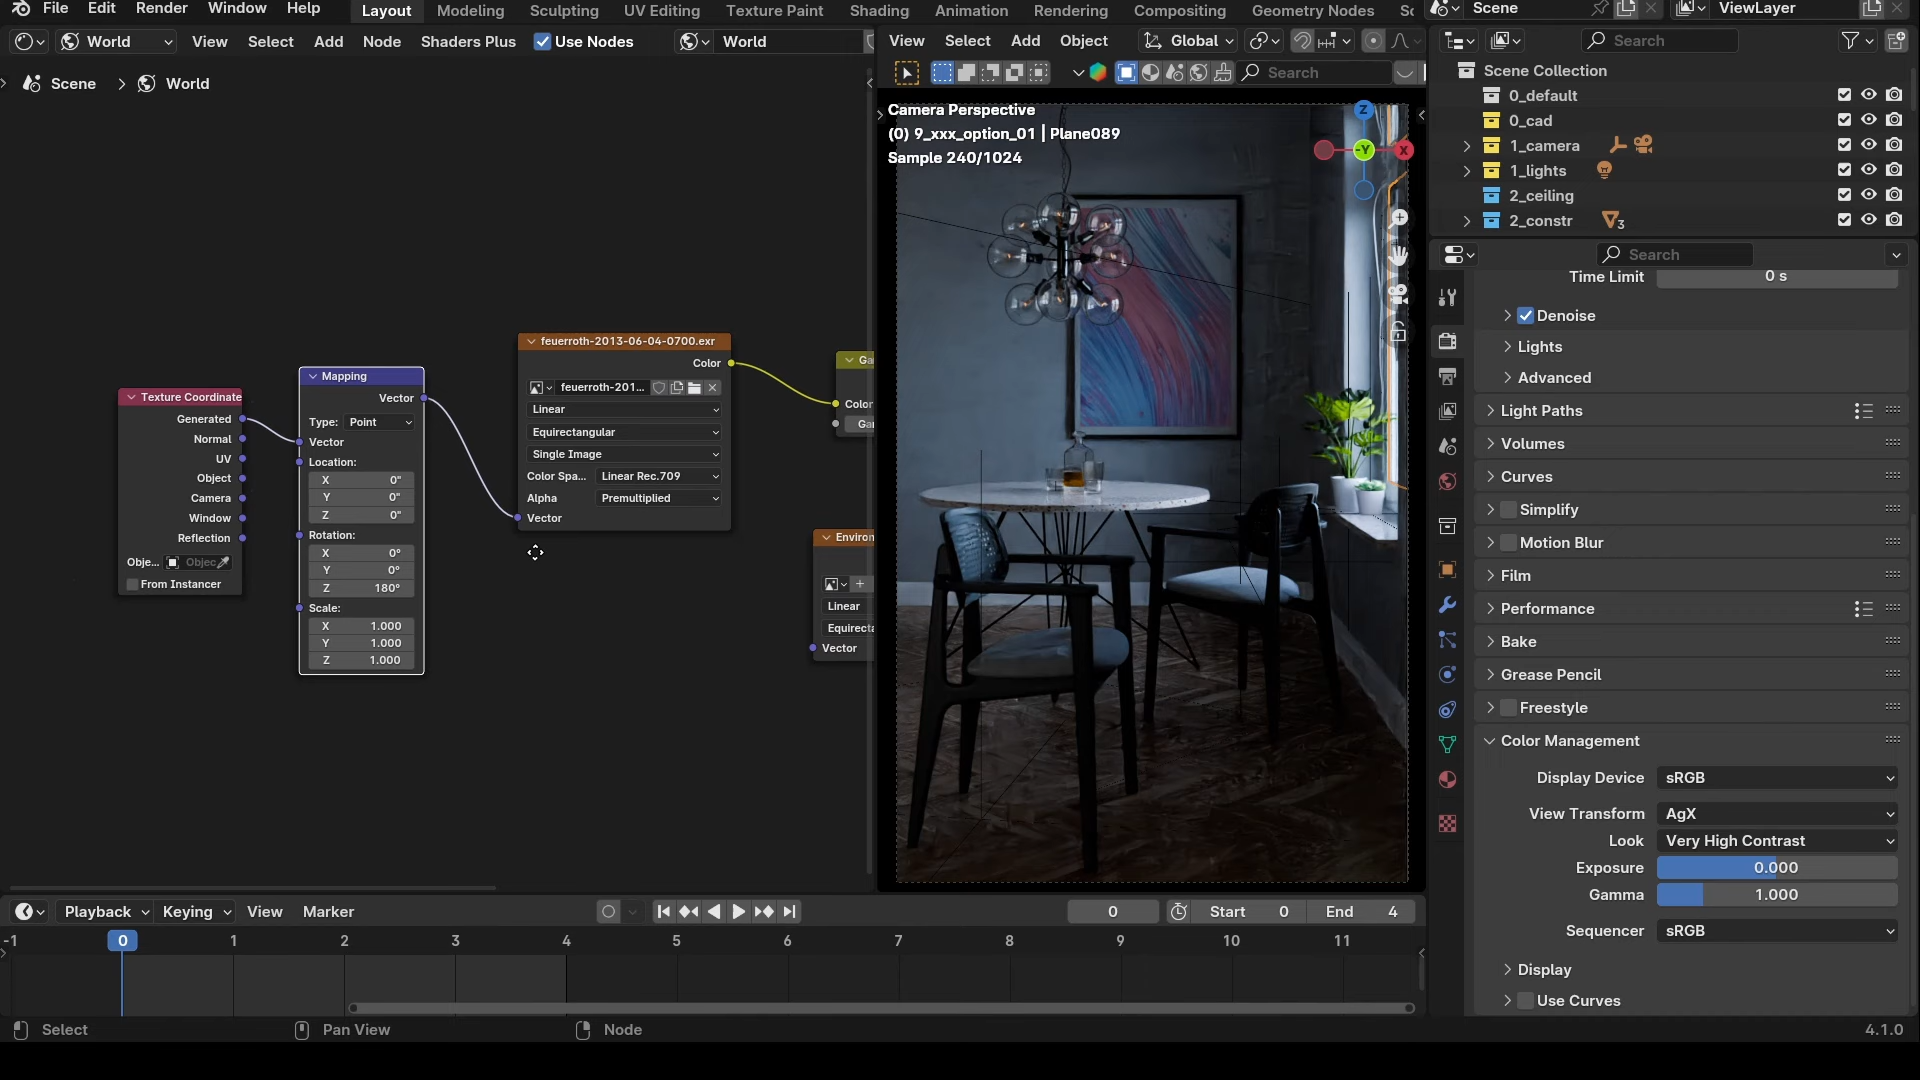 File Edit Render Window Help Layout Modeling Sculpting UV Editing Texture Paint Shading Animation Rendering Compositing Geometry Nodes Sc Scene ViewLayer
World View Select Add Node Shaders Plus Use Nodes World
View Select Add Object Global Search
Scene > World
Search
Camera Perspective
(0) 9_xxx_option_01 | Plane089
Sample 240/1024
Z
-Y
X
Search
Scene Collection
0_default
0_cad
1_camera
1_lights
2_ceiling
2_constr 3
Search
Texture Coordinate
Generated
Normal
UV
Object
Camera
Window
Reflection
Obje... Objec
From Instancer
Mapping
Vector
Type: Point
Vector
Location:
X 0"
Y 0"
Z 0"
Rotation:
X 0°
Y 0°
Z 180°
Scale:
X 1.000
Y 1.000
Z 1.000
feuerroth-2013-06-04-0700.exr
Color
feuerroth-201...
Linear
Equirectangular
Single Image
Color Spa... Linear Rec.709
Alpha Premultiplied
Vector
Ga
Color
Ga
Environ
Linear
Equirecta
Vector
Time Limit 0 s
Denoise
Lights
Advanced
Light Paths
Volumes
Curves
Simplify
Motion Blur
Film
Performance
Bake
Grease Pencil
Freestyle
Color Management
Display Device sRGB
View Transform AgX
Look Very High Contrast
Exposure 0.000
Gamma 1.000
Sequencer sRGB
Display
Use Curves
Playback Keying View Marker 0 Start 0 End 4
-1 0 1 2 3 4 5 6 7 8 9 10 11
Select Pan View Node 4.1.0